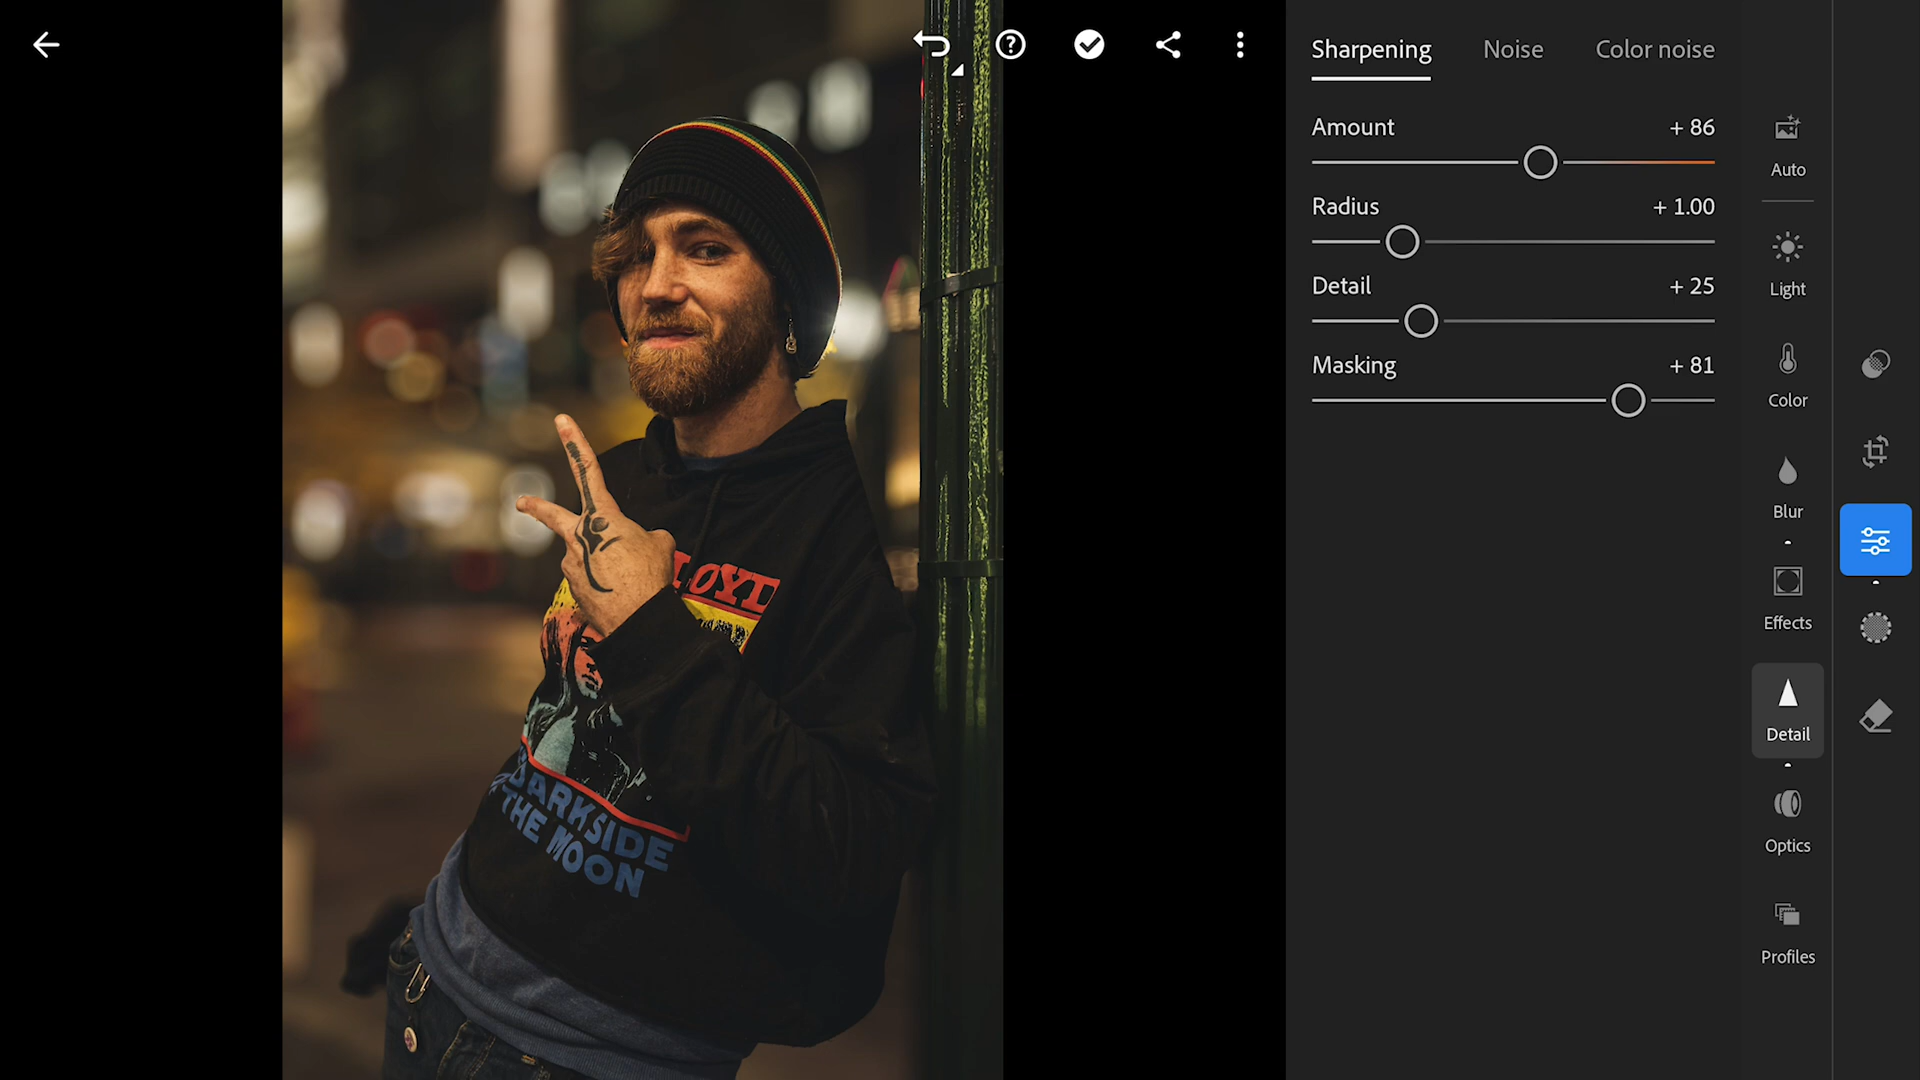 Sharpening Noise Color noise
Amount + 86
Radius + 1.00
Detail + 25
Masking + 81
Auto
Light
Color
Blur
Effects
Detail
Optics
Profiles
LOYD
DARKSIDE
THE MOON